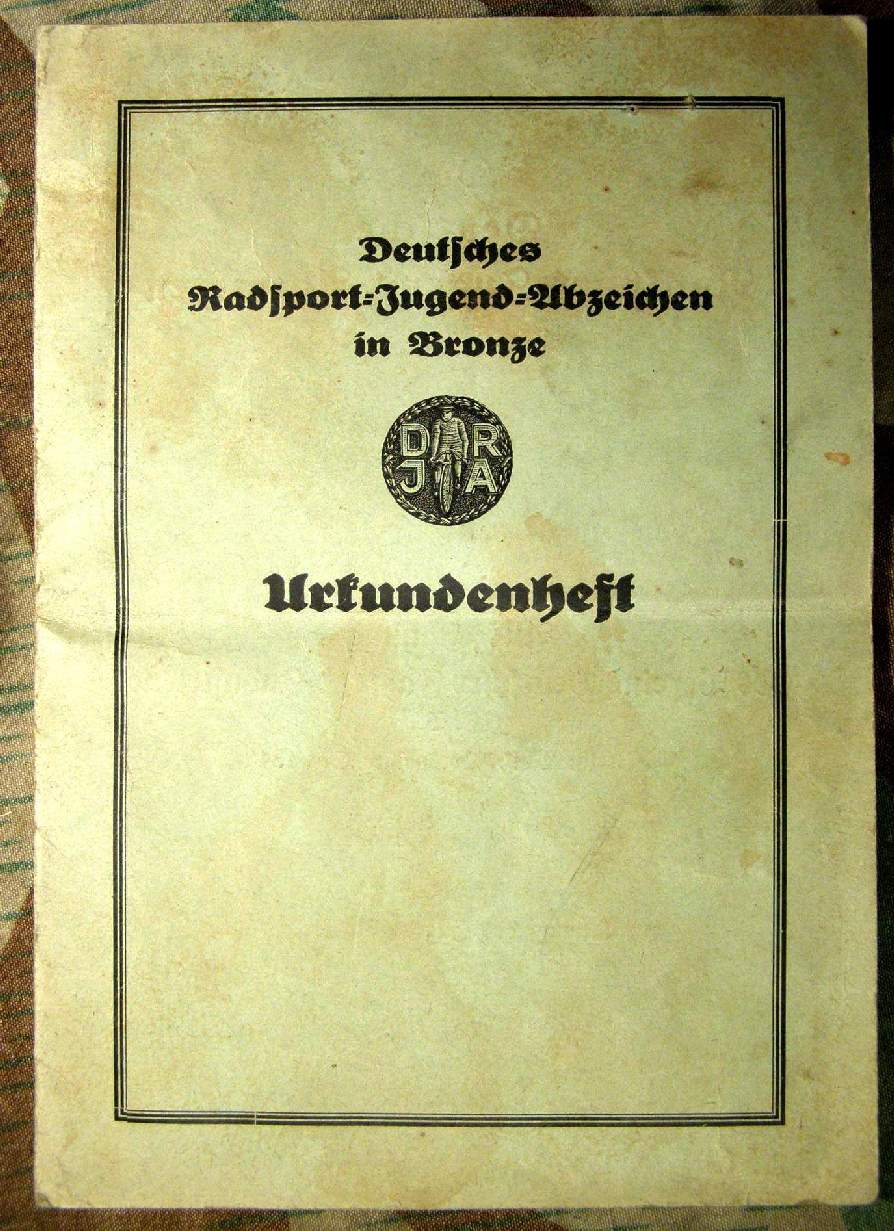 Deutsches
Radsport-Jugend-Abzeichen
in Bronze
D R
J A
Urkundenheft